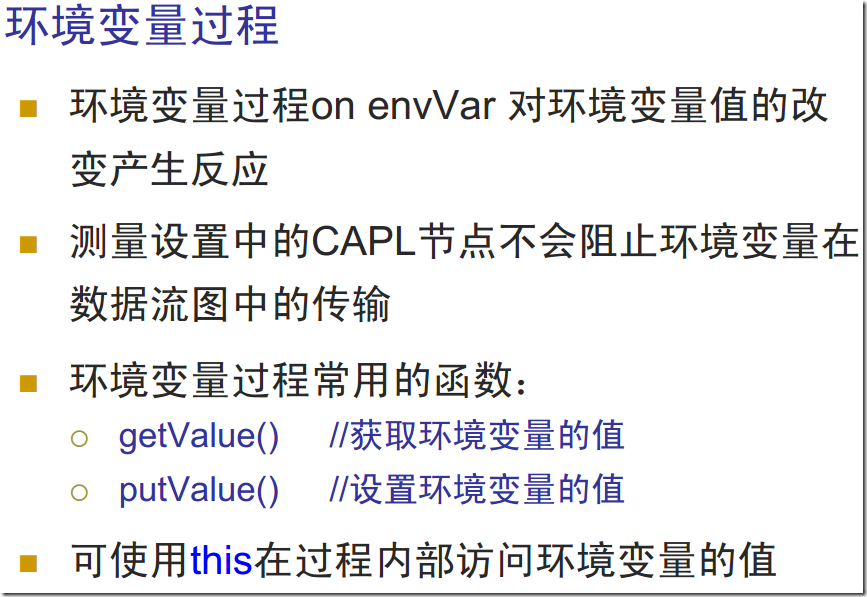 环境变量过程
环境变量过程on envVar 对环境变量值的改
变产生反应
测量设置中的CAPL节点不会阻止环境变量在
数据流图中的传输
环境变量过程常用的函数：
getValue() //获取环境变量的值
putValue() //设置环境变量的值
可使用this在过程内部访问环境变量的值